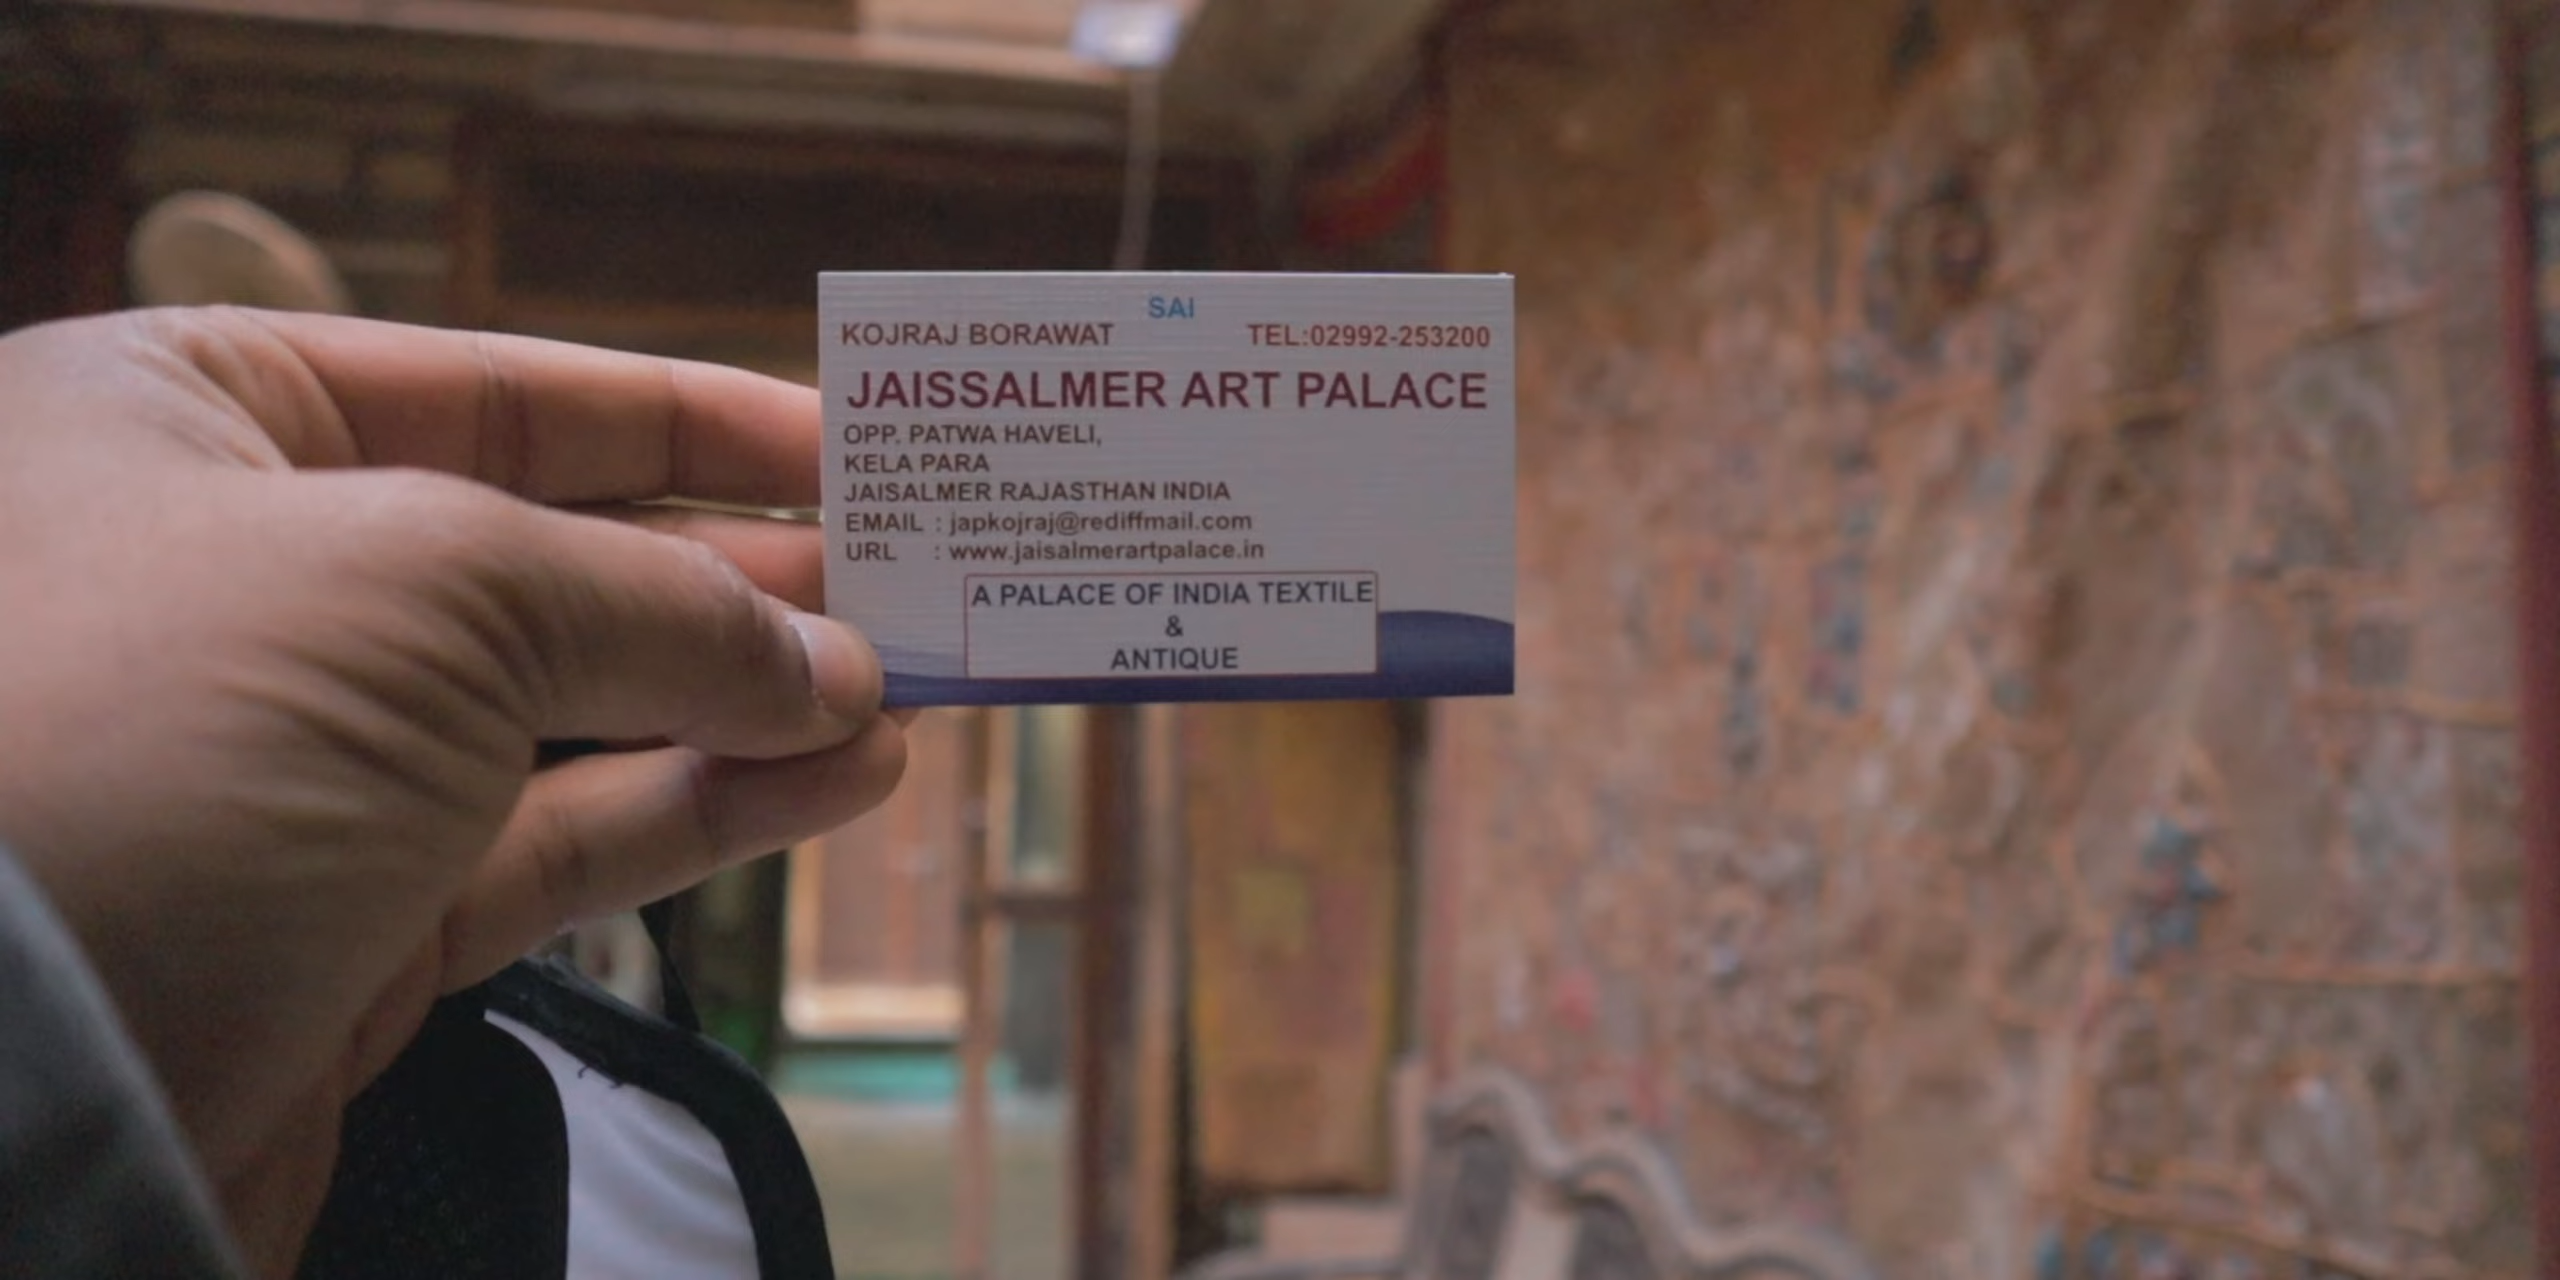 SAI
KOJRAJ BORAWAT TEL:02992-253200
JAISSALMER ART PALACE
OPP. PATWA HAVELI,
KELA PARA
JAISALMER RAJASTHAN INDIA
EMAIL : japkojraj@rediffmail.com
URL : www.jaisalmerartpalace.in
A PALACE OF INDIA TEXTILE
&
ANTIQUE